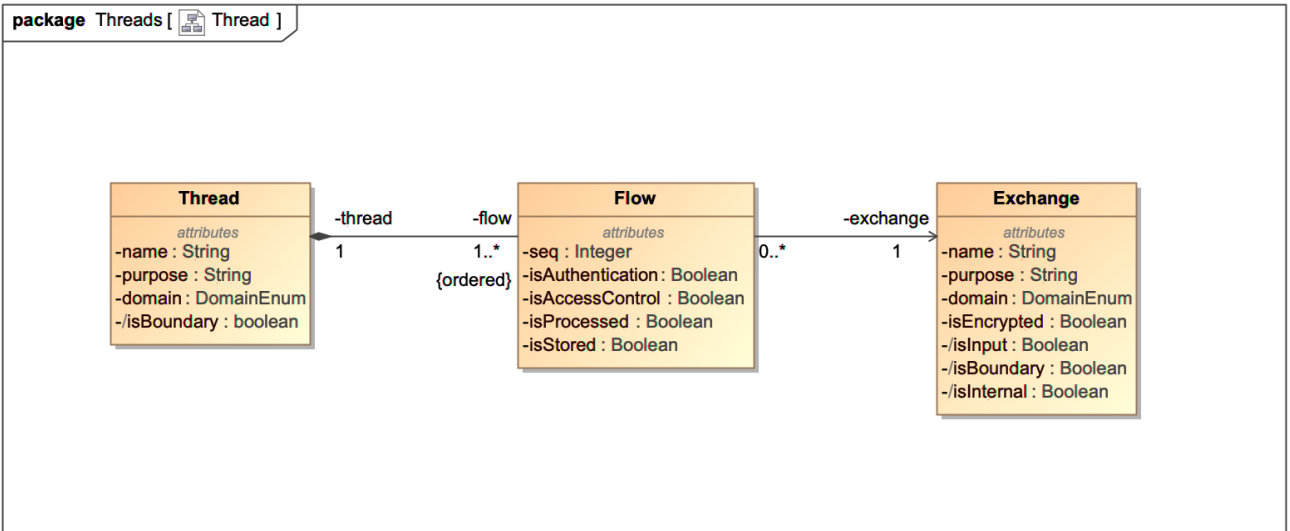 package Threads [ Thread ]
Thread
attributes
-name : String
-purpose : String
-domain : DomainEnum
-/isBoundary : boolean
-thread
1
-flow
1..*
{ordered}
Flow
attributes
-seq : Integer
-isAuthentication : Boolean
-isAccessControl : Boolean
-isProcessed : Boolean
-isStored : Boolean
0..*
-exchange
1
Exchange
attributes
-name : String
-purpose : String
-domain : DomainEnum
-isEncrypted : Boolean
-/isInput : Boolean
-/isBoundary : Boolean
-/isInternal : Boolean